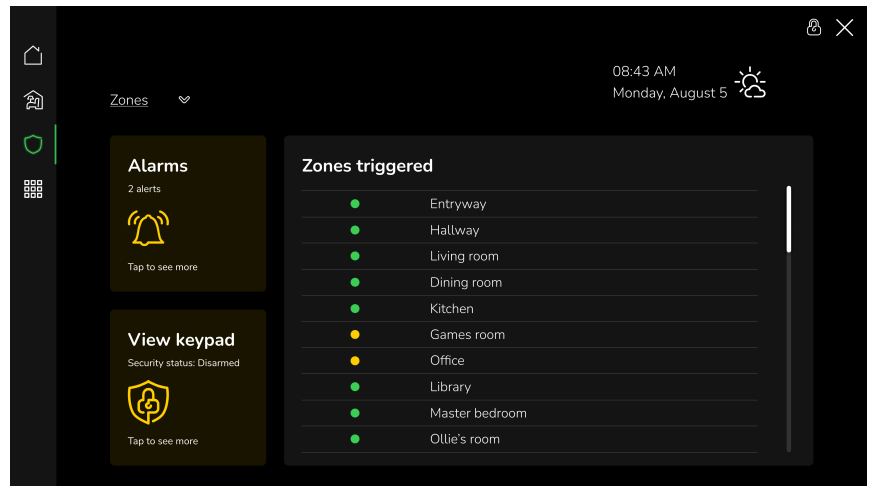 08:43 AM
Monday, August 5
Zones
Alarms
2 alerts
Tap to see more
View keypad
Security status: Disarmed
Tap to see more
Zones triggered
Entryway
Hallway
Living room
Dining room
Kitchen
Games room
Office
Library
Master bedroom
Ollie's room